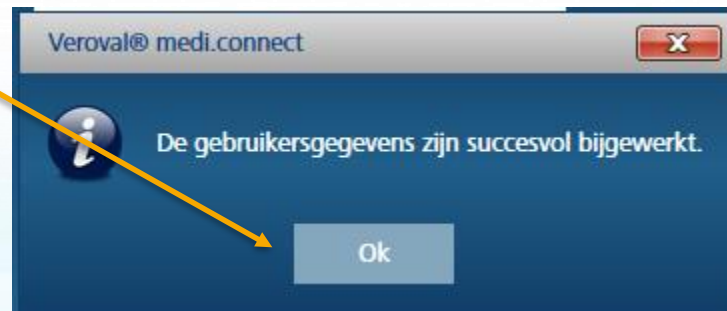 Veroval® medi.connect
De gebruikersgegevens zijn succesvol bijgewerkt.
Ok